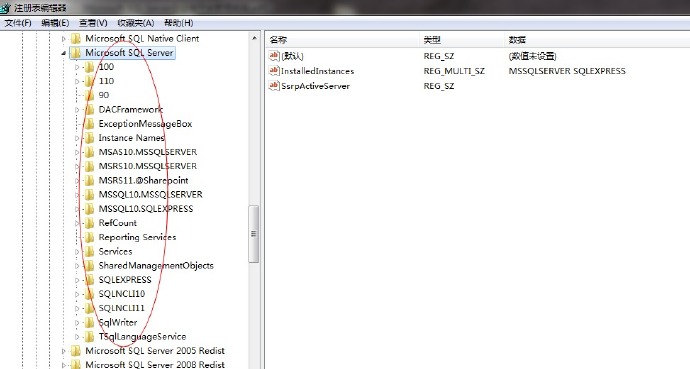 注册表编辑器
文件(F) 编辑(E) 查看(V) 收藏夹(A) 帮助(H)
Microsoft SQL Native Client
Microsoft SQL Server
100
110
90
DACFramework
ExceptionMessageBox
Instance Names
MSAS10.MSSQLSERVER
MSRS10.MSSQLSERVER
MSRS11.@Sharepoint
MSSQL10.MSSQLSERVER
MSSQL10.SQLEXPRESS
RefCount
Reporting Services
Services
SharedManagementObjects
SQLEXPRESS
SQLNCLI10
SQLNCLI11
SqlWriter
TSqlLanguageService
Microsoft SQL Server 2005 Redist
Microsoft SQL Server 2008 Redist
名称 类型 数据
ab (默认) REG_SZ (数值未设置)
ab InstalledInstances REG_MULTI_SZ MSSQLSERVER SQLEXPRESS
ab SsrpActiveServer REG_SZ